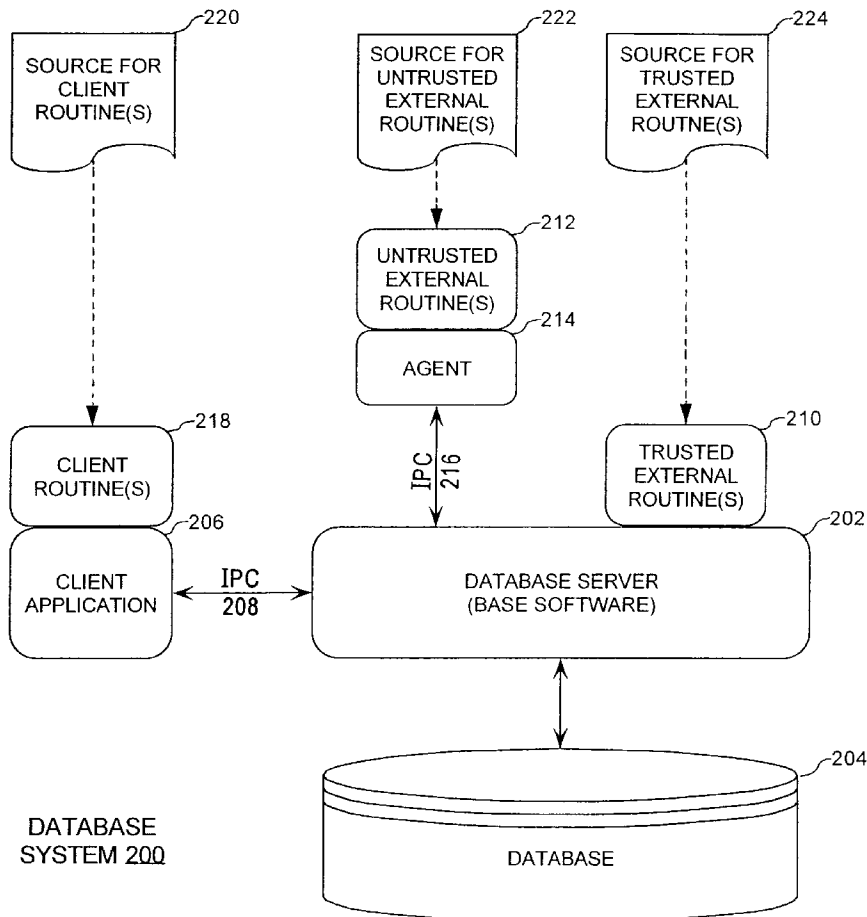 220
SOURCE FOR
CLIENT
ROUTINE(S)
222
SOURCE FOR
UNTRUSTED
EXTERNAL
ROUTINE(S)
224
SOURCE FOR
TRUSTED
EXTERNAL
ROUTNE(S)
212
UNTRUSTED
EXTERNAL
ROUTINE(S)
214
AGENT
218
CLIENT
ROUTINE(S)
IPC
216
210
TRUSTED
EXTERNAL
ROUTINE(S)
206
CLIENT
APPLICATION
IPC
208
202
DATABASE SERVER
(BASE SOFTWARE)
204
DATABASE
DATABASE
SYSTEM 200